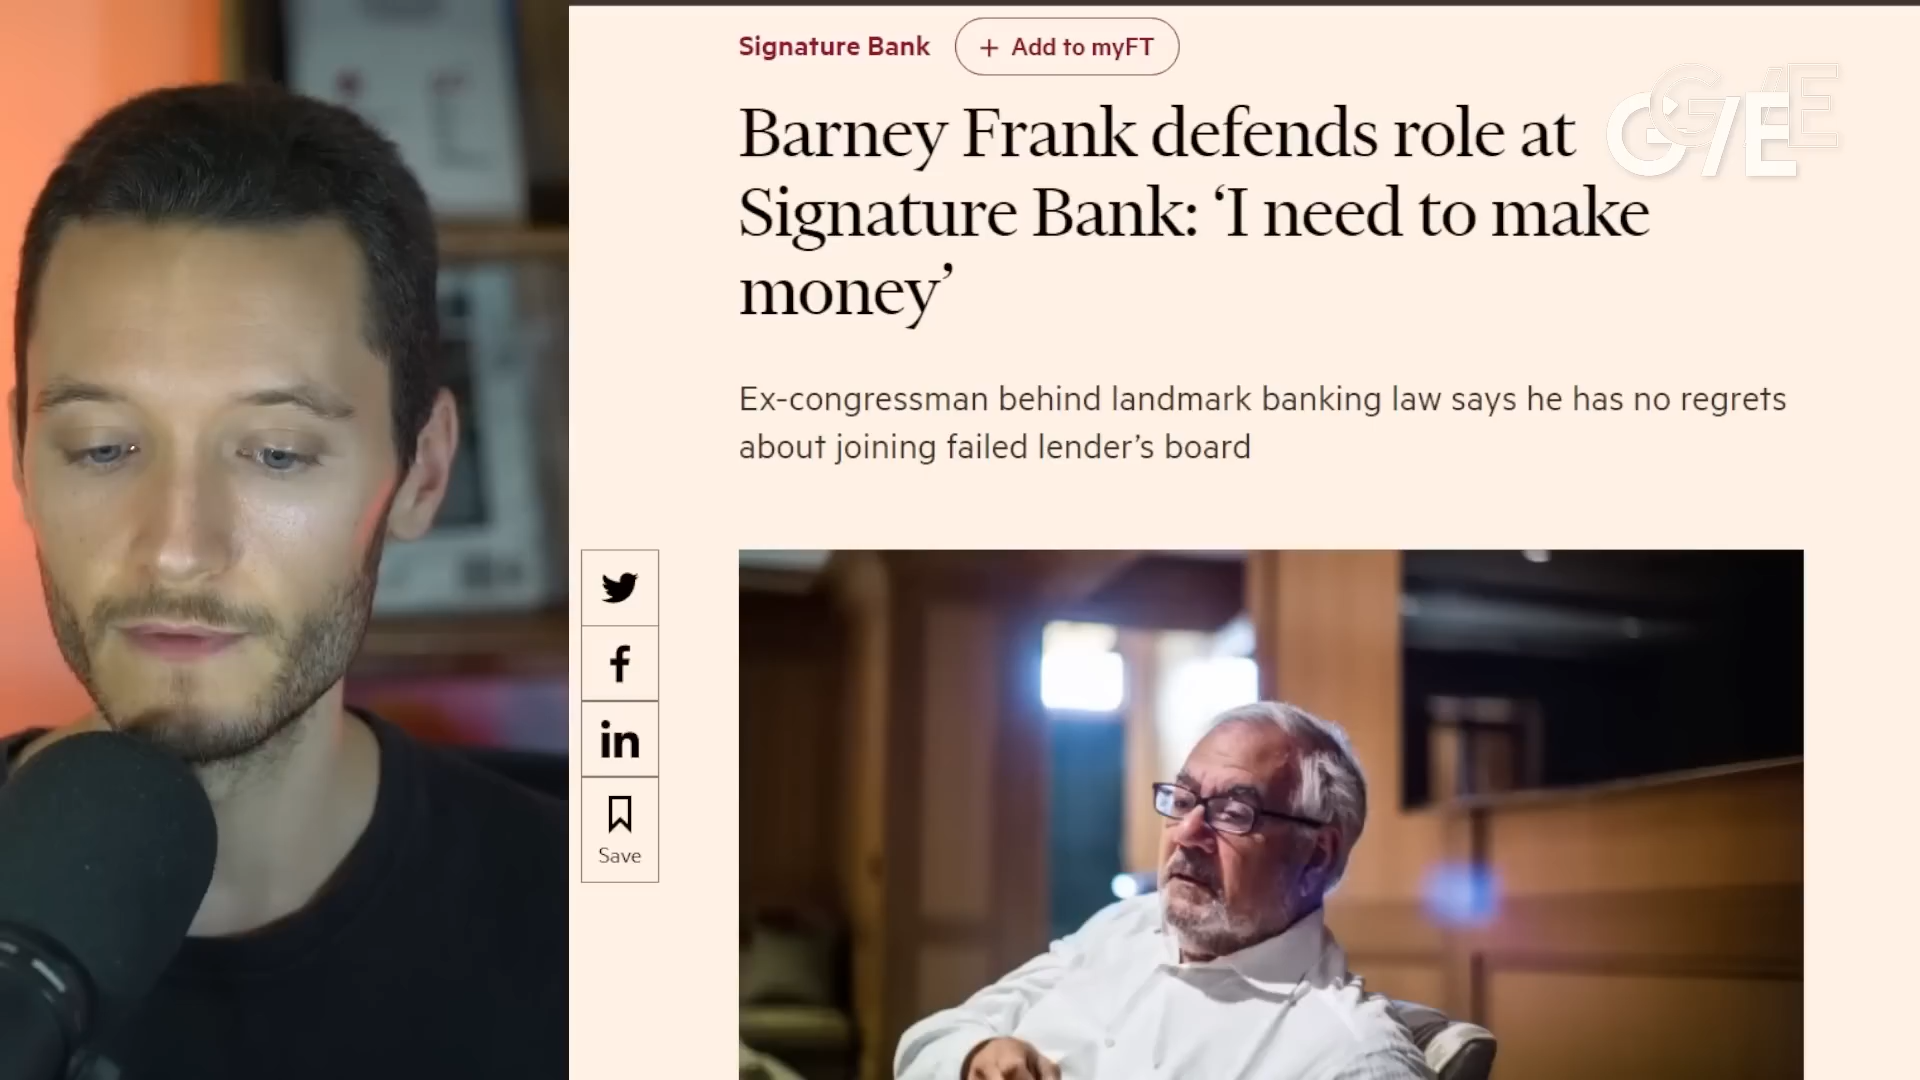 Signature Bank
+ Add to myFT
Barney Frank defends role at
Signature Bank: ‘I need to make
money’
Ex-congressman behind landmark banking law says he has no regrets
about joining failed lender’s board
Save